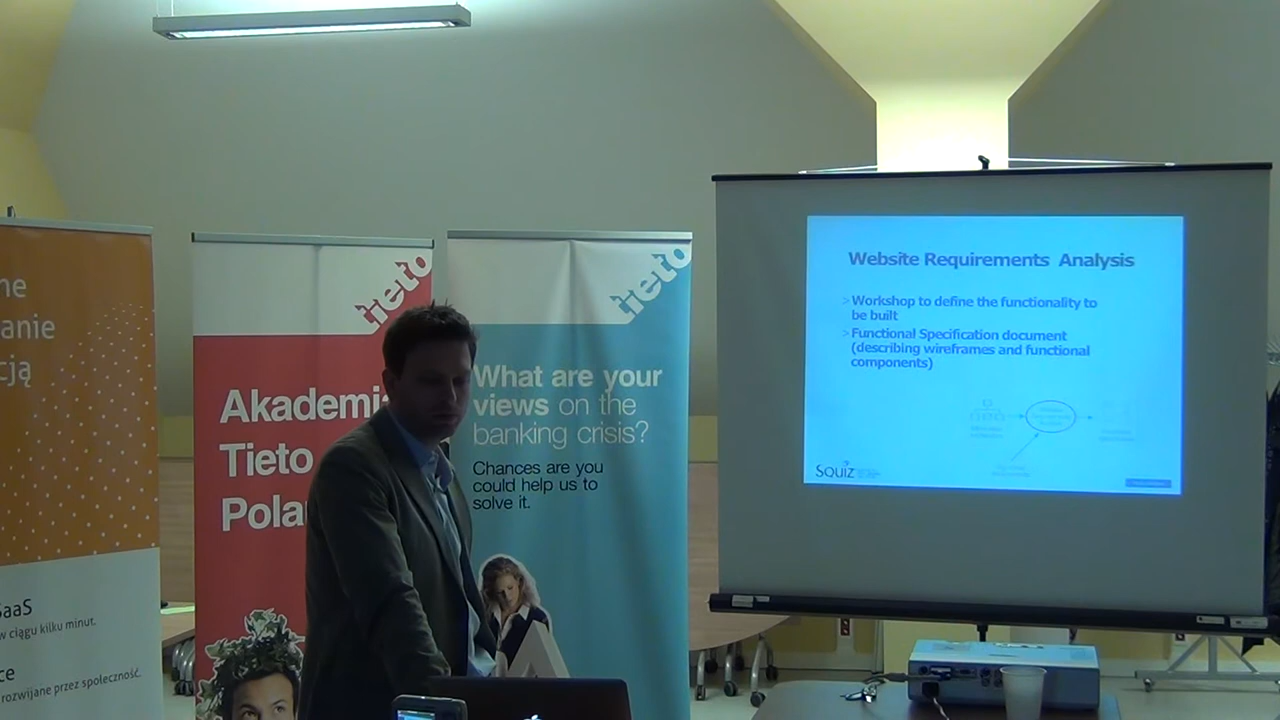 ne
anie
cją
SaaS
w ciągu kilku minut.
ce
rozwijane przez społeczność.
tieto
Akademia
Tieto
Pola
tieto
What are your
views on the
banking crisis?
Chances are you
could help us to
solve it.
Website Requirements Analysis
> Workshop to define the functionality to
be built
> Functional Specification document
(describing wireframes and functional
components)
Squiz